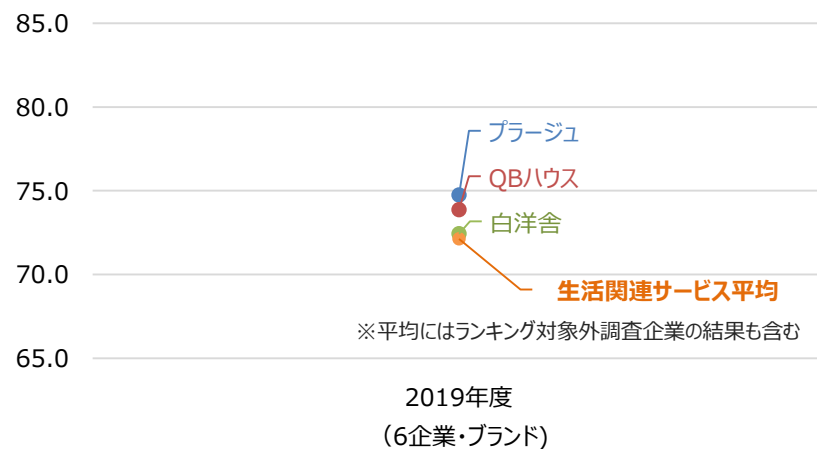 85.0
80.0
プラージュ
75.0
QBハウス
白洋舎
70.0
生活関連サービス平均
※平均にはランキング対象外調査企業の結果も含む
65.0
2019年度
（6企業・ブランド)